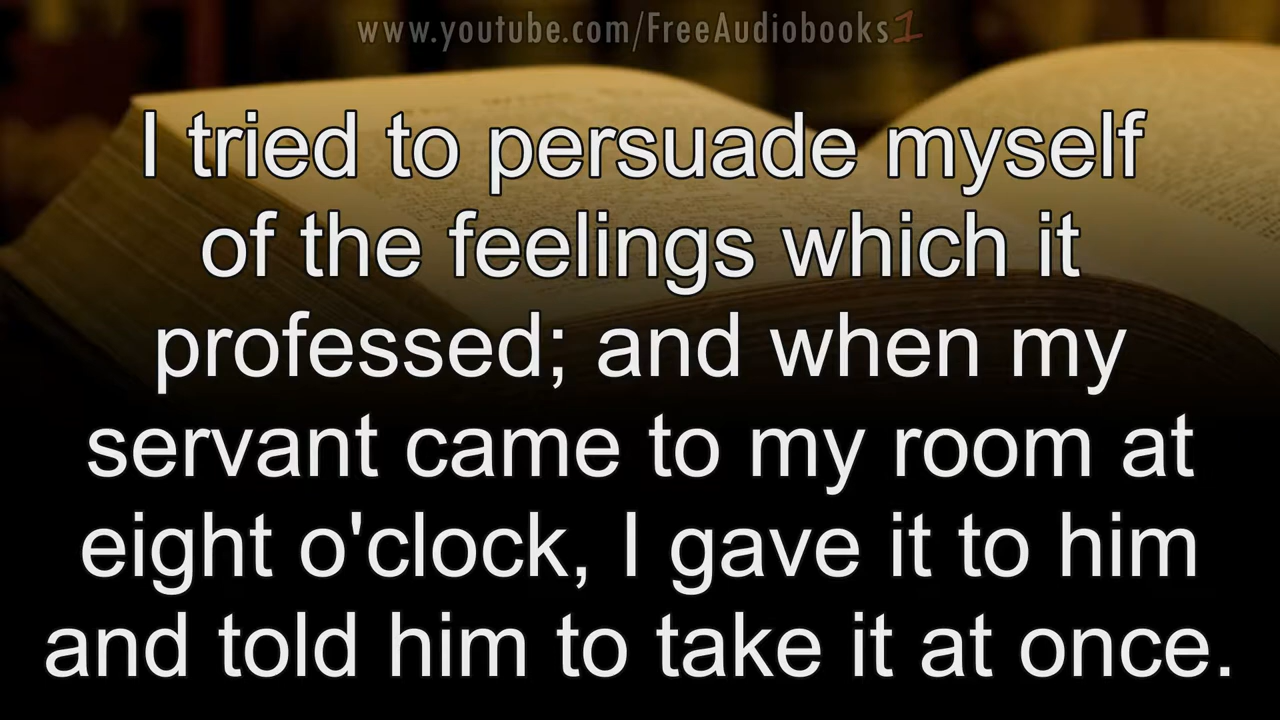 www.youtube.com/FreeAudiobooks1
I tried to persuade myself
of the feelings which it
professed; and when my
servant came to my room at
eight o'clock, I gave it to him
and told him to take it at once.